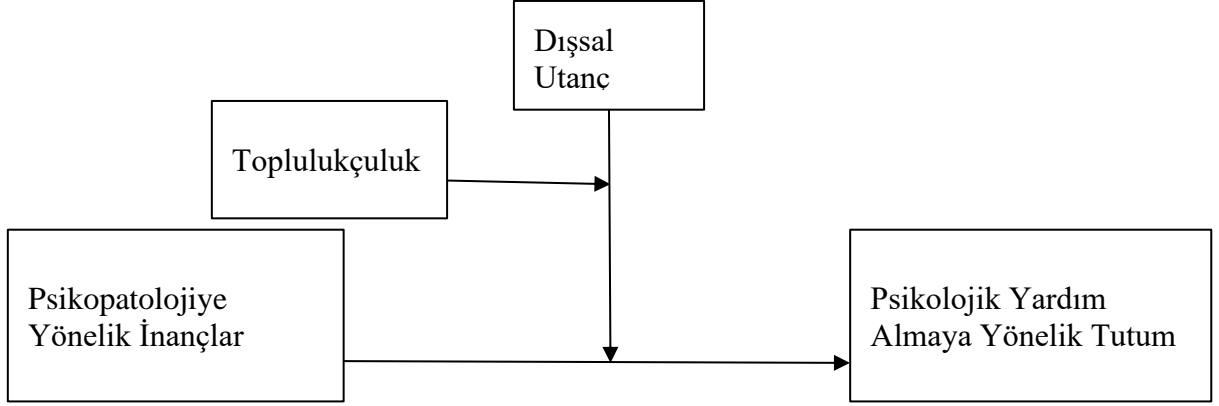 Dışsal
Utanç
Toplulukçuluk
Psikopatolojiye
Yönelik İnançlar
Psikolojik Yardım
Almaya Yönelik Tutum